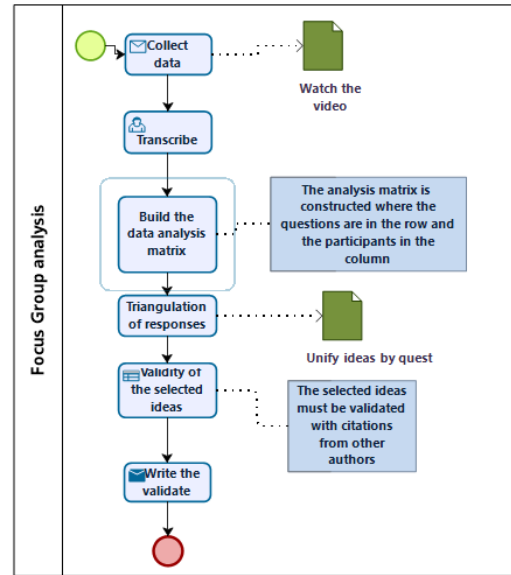 Focus Group analysis
Collect
data
Watch the
video
Transcribe
Build the
data analysis
matrix
The analysis matrix is
constructed where the
questions are in the row and
the participants in the
column
Triangulation
of responses
Unify ideas by quest
Validity of
the selected
ideas
The selected ideas
must be validated
with citations
from other
authors
Write the
validate